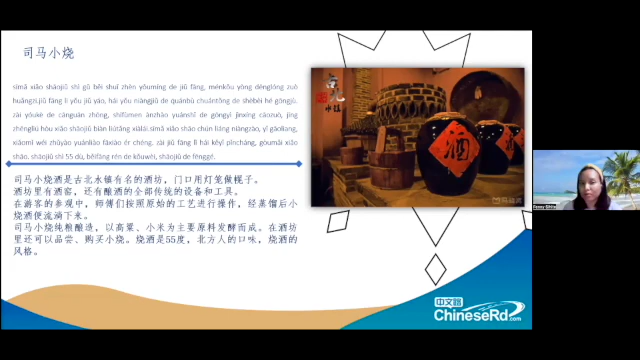 司马小烧
sīmǎ xiǎo shāojiǔ shì gǔ běi shuǐ zhèn yǒumíng de jiǔ fāng, ménkǒu yòng dēnglóng zuò
huǎngzi.jiǔ fāng li yǒu jiǔ yáo, hái yǒu niàngjiǔ de quánbù chuántǒng de shèbèi hé gōngjù.
zài yóukè de cānguān zhōng, shīfùmen ànzhào yuánshǐ de gōngyì jìnxíng cāozuò, jīng
zhēngliú hòu xiǎo shāojiǔ biàn liútǎng xiàlái.sīmǎ xiǎo shāo chún liáng niàngzào, yǐ gāoliang,
xiǎomǐ wéi zhǔyào yuánliào fāxiào ér chéng. zài jiǔ fāng lǐ hái kěyǐ pǐncháng, gòumǎi xiǎo
shāo. shāojiǔ shì 55 dù, běifāng rén de kǒuwèi, shāojiǔ de fēnggé.
司马小烧酒是古北水镇有名的酒坊，门口用灯笼做幌子。
酒坊里有酒窖，还有酿酒的全部传统的设备和工具。
在游客的参观中，师傅们按照原始的工艺进行操作，经蒸馏后小
烧酒便流淌下来。
司马小烧纯粮酿造，以高粱、小米为主要原料发酵而成。在酒坊
里还可以品尝、购买小烧。烧酒是55度，北方人的口味，烧酒的
风格。
酒
中文路
ChineseRd.com